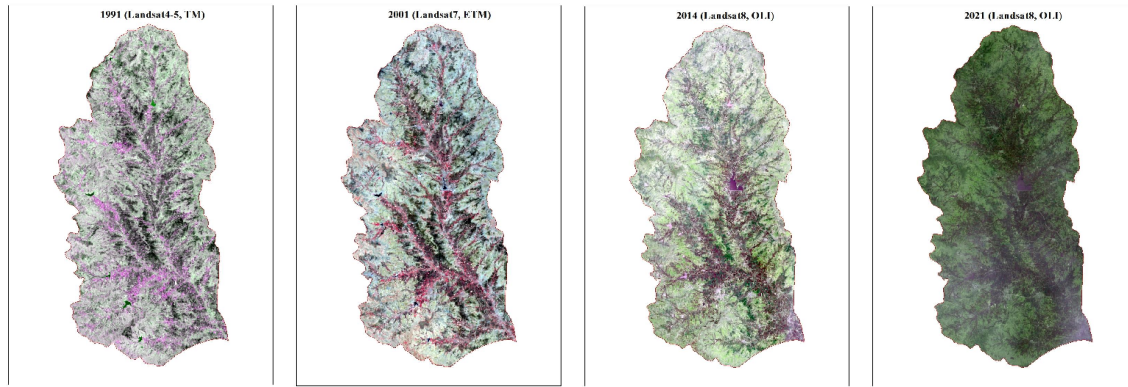 1991 (Landsat4-5, TM)
2001 (Landsat7, ETM)
2014 (Landsat8, OLI)
2021 (Landsat8, OLI)